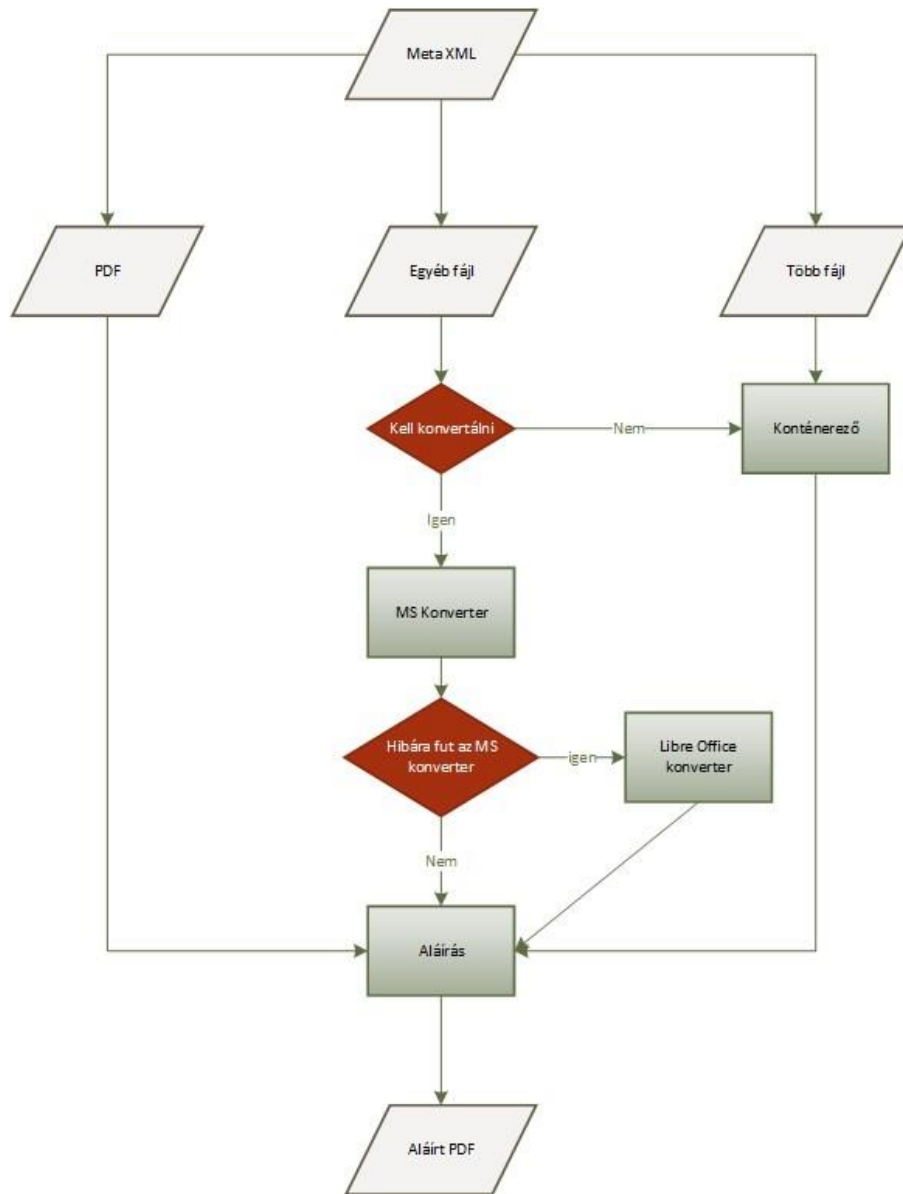 Meta XML
PDF
Egyéb fájl
Több fájl
Kell konvertálni
Nem
Konténerező
Igen
MS Konverter
Hibára fut az MS
konverter
igen
Libre Office
konverter
Nem
Aláírás
Aláírt PDF